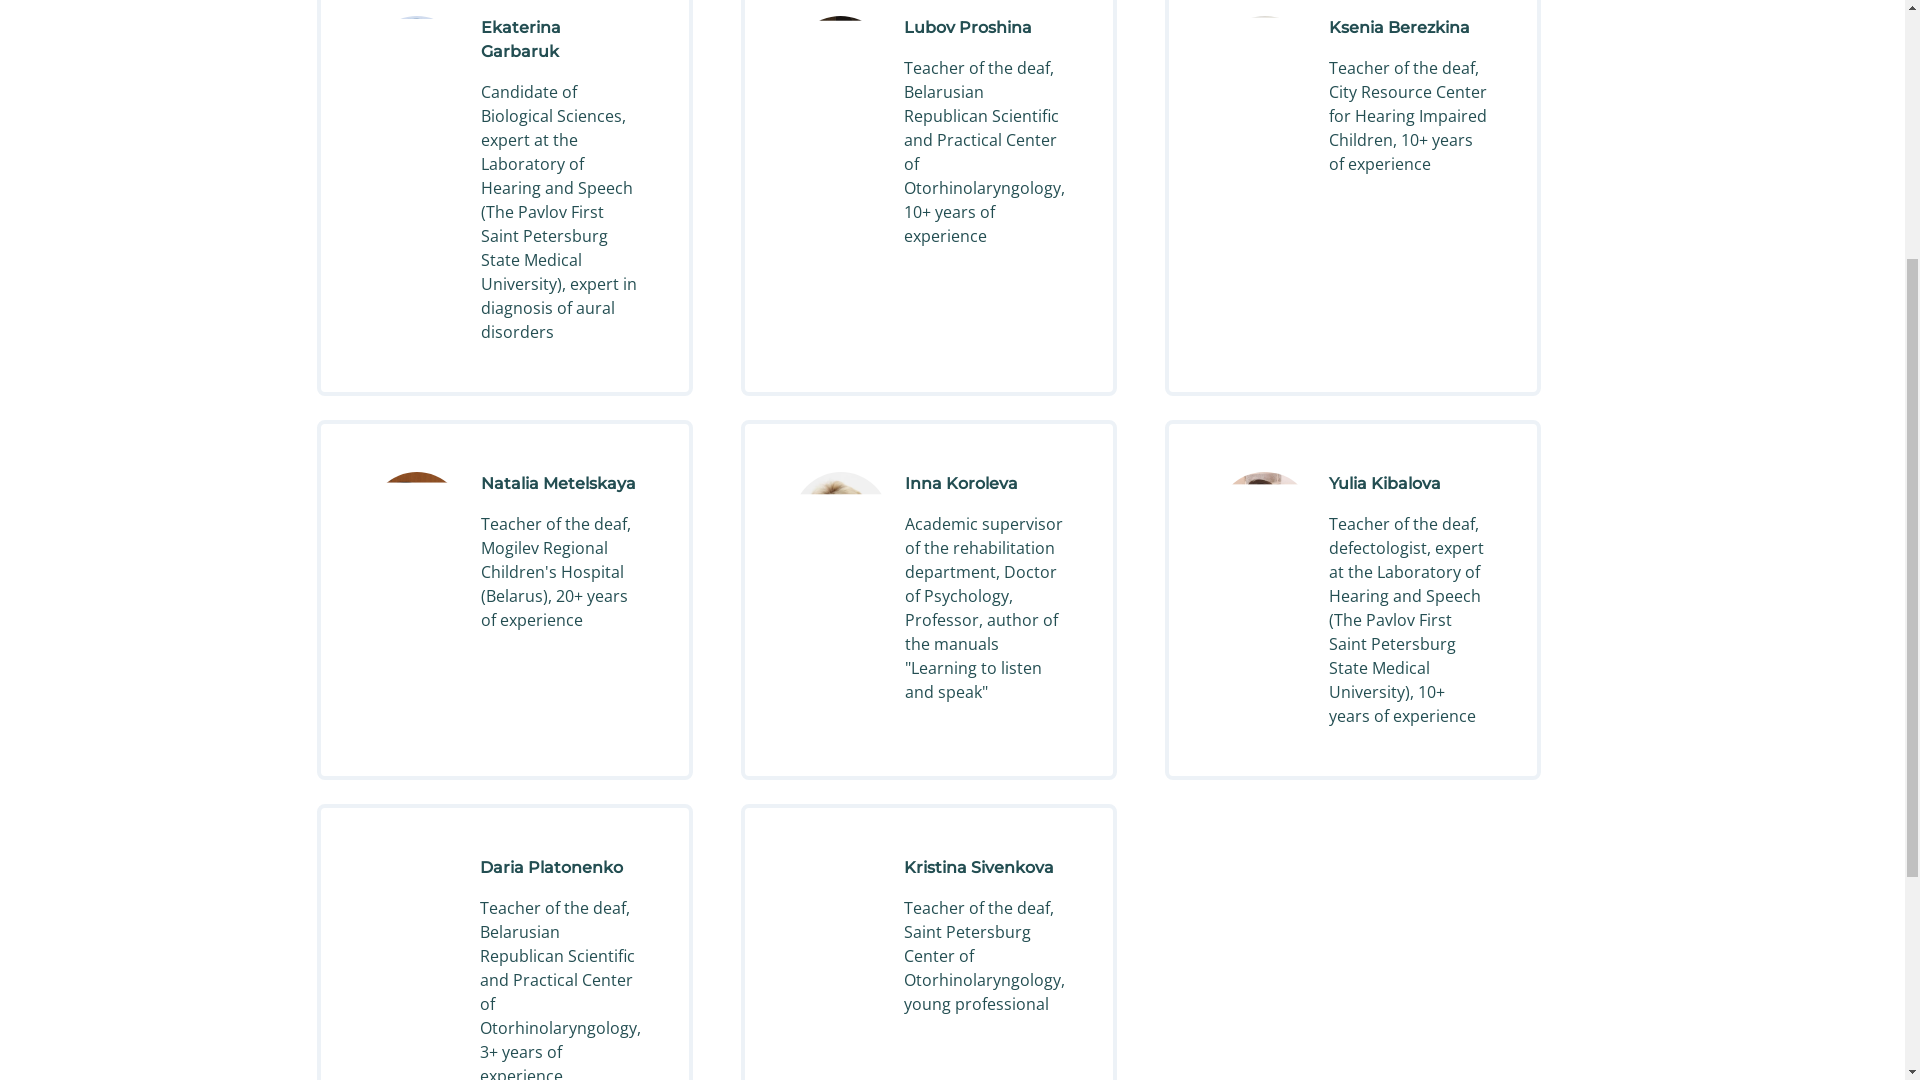 Ekaterina
Garbaruk
Candidate of
Biological Sciences,
expert at the
Laboratory of
Hearing and Speech
(The Pavlov First
Saint Petersburg
State Medical
University), expert in
diagnosis of aural
disorders
Lubov Proshina
Teacher of the deaf,
Belarusian
Republican Scientific
and Practical Center
of
Otorhinolaryngology,
10+ years of
experience
Ksenia Berezkina
Teacher of the deaf,
City Resource Center
for Hearing Impaired
Children, 10+ years
of experience
Natalia Metelskaya
Teacher of the deaf,
Mogilev Regional
Children's Hospital
(Belarus), 20+ years
of experience
Inna Koroleva
Academic supervisor
of the rehabilitation
department, Doctor
of Psychology,
Professor, author of
the manuals
"Learning to listen
and speak"
Yulia Kibalova
Teacher of the deaf,
defectologist, expert
at the Laboratory of
Hearing and Speech
(The Pavlov First
Saint Petersburg
State Medical
University), 10+
years of experience
Daria Platonenko
Teacher of the deaf,
Belarusian
Republican Scientific
and Practical Center
of
Otorhinolaryngology,
3+ years of
experience
Kristina Sivenkova
Teacher of the deaf,
Saint Petersburg
Center of
Otorhinolaryngology,
young professional